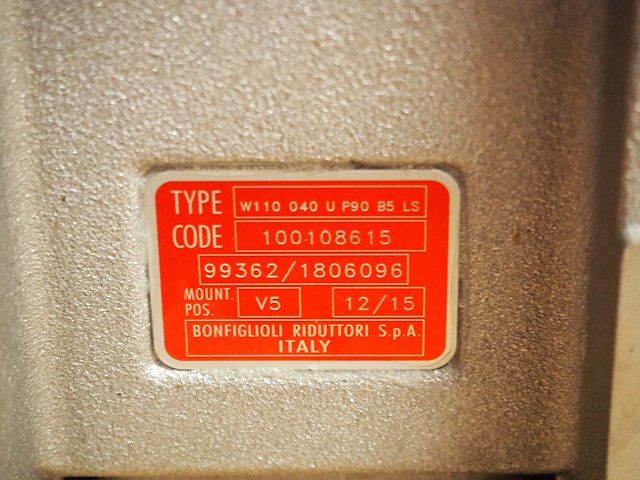 TYPE W110 040 U P90 B5 LS
CODE 100108615
99362/1806096
MOUNT. POS. V5 12/15
BONFIGLIOLI RIDUTTORI S.p.A.
ITALY